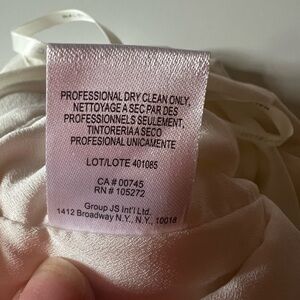 PROFESSIONAL DRY CLEAN ONLY.
NETTOYAGE A SEC PAR DES
PROFESSIONNELS SEULEMENT.
TINTORERIA A SECO
PROFESIONAL UNICAMENTE
LOT/LOTE 401085
CA # 00745
RN # 105272
Group JS Int'l Ltd.
1412 Broadway N.Y., N.Y., 10018